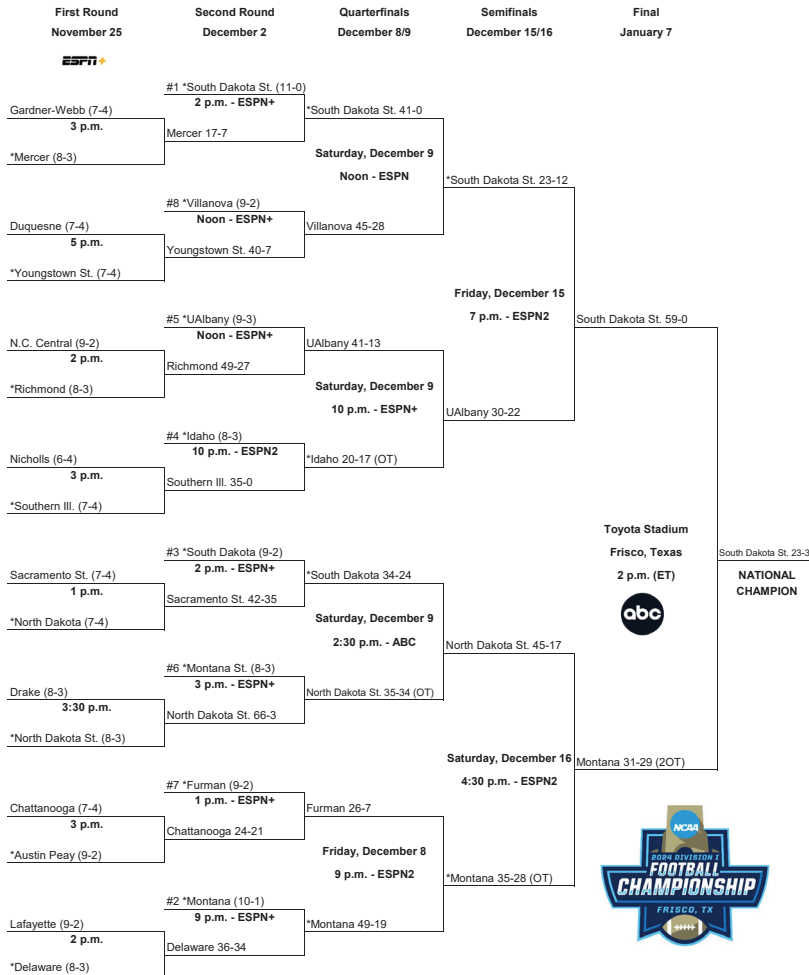 First Round
November 25
Second Round
December 2
Quarterfinals
December 8/9
Semifinals
December 15/16
Final
January 7
ESPN+
#1 *South Dakota St. (11-0)
Gardner-Webb (7-4)
2 p.m. - ESPN+
*South Dakota St. 41-0
3 p.m.
Mercer 17-7
*Mercer (8-3)
Saturday, December 9
Noon - ESPN
*South Dakota St. 23-12
#8 *Villanova (9-2)
Duquesne (7-4)
Noon - ESPN+
Villanova 45-28
5 p.m.
Youngstown St. 40-7
*Youngstown St. (7-4)
Friday, December 15
7 p.m. - ESPN2
South Dakota St. 59-0
#5 *UAlbany (9-3)
N.C. Central (9-2)
Noon - ESPN+
UAlbany 41-13
2 p.m.
Richmond 49-27
*Richmond (8-3)
Saturday, December 9
10 p.m. - ESPN+
UAlbany 30-22
#4 *Idaho (8-3)
Nicholls (6-4)
10 p.m. - ESPN2
*Idaho 20-17 (OT)
3 p.m.
Southern Ill. 35-0
*Southern Ill. (7-4)
Toyota Stadium
Frisco, Texas
2 p.m. (ET)
abc
South Dakota St. 23-3
NATIONAL
CHAMPION
#3 *South Dakota (9-2)
Sacramento St. (7-4)
2 p.m. - ESPN+
*South Dakota 34-24
1 p.m.
Sacramento St. 42-35
*North Dakota (7-4)
Saturday, December 9
2:30 p.m. - ABC
North Dakota St. 45-17
#6 *Montana St. (8-3)
Drake (8-3)
3 p.m. - ESPN+
North Dakota St. 35-34 (OT)
3:30 p.m.
North Dakota St. 66-3
*North Dakota St. (8-3)
Saturday, December 16
4:30 p.m. - ESPN2
Montana 31-29 (2OT)
#7 *Furman (9-2)
Chattanooga (7-4)
1 p.m. - ESPN+
Furman 26-7
3 p.m.
Chattanooga 24-21
*Austin Peay (9-2)
Friday, December 8
9 p.m. - ESPN2
*Montana 35-28 (OT)
#2 *Montana (10-1)
Lafayette (9-2)
9 p.m. - ESPN+
*Montana 49-19
2 p.m.
Delaware 36-34
*Delaware (8-3)
NCAA
2024 DIVISION I
FOOTBALL
CHAMPIONSHIP
FRISCO, TX